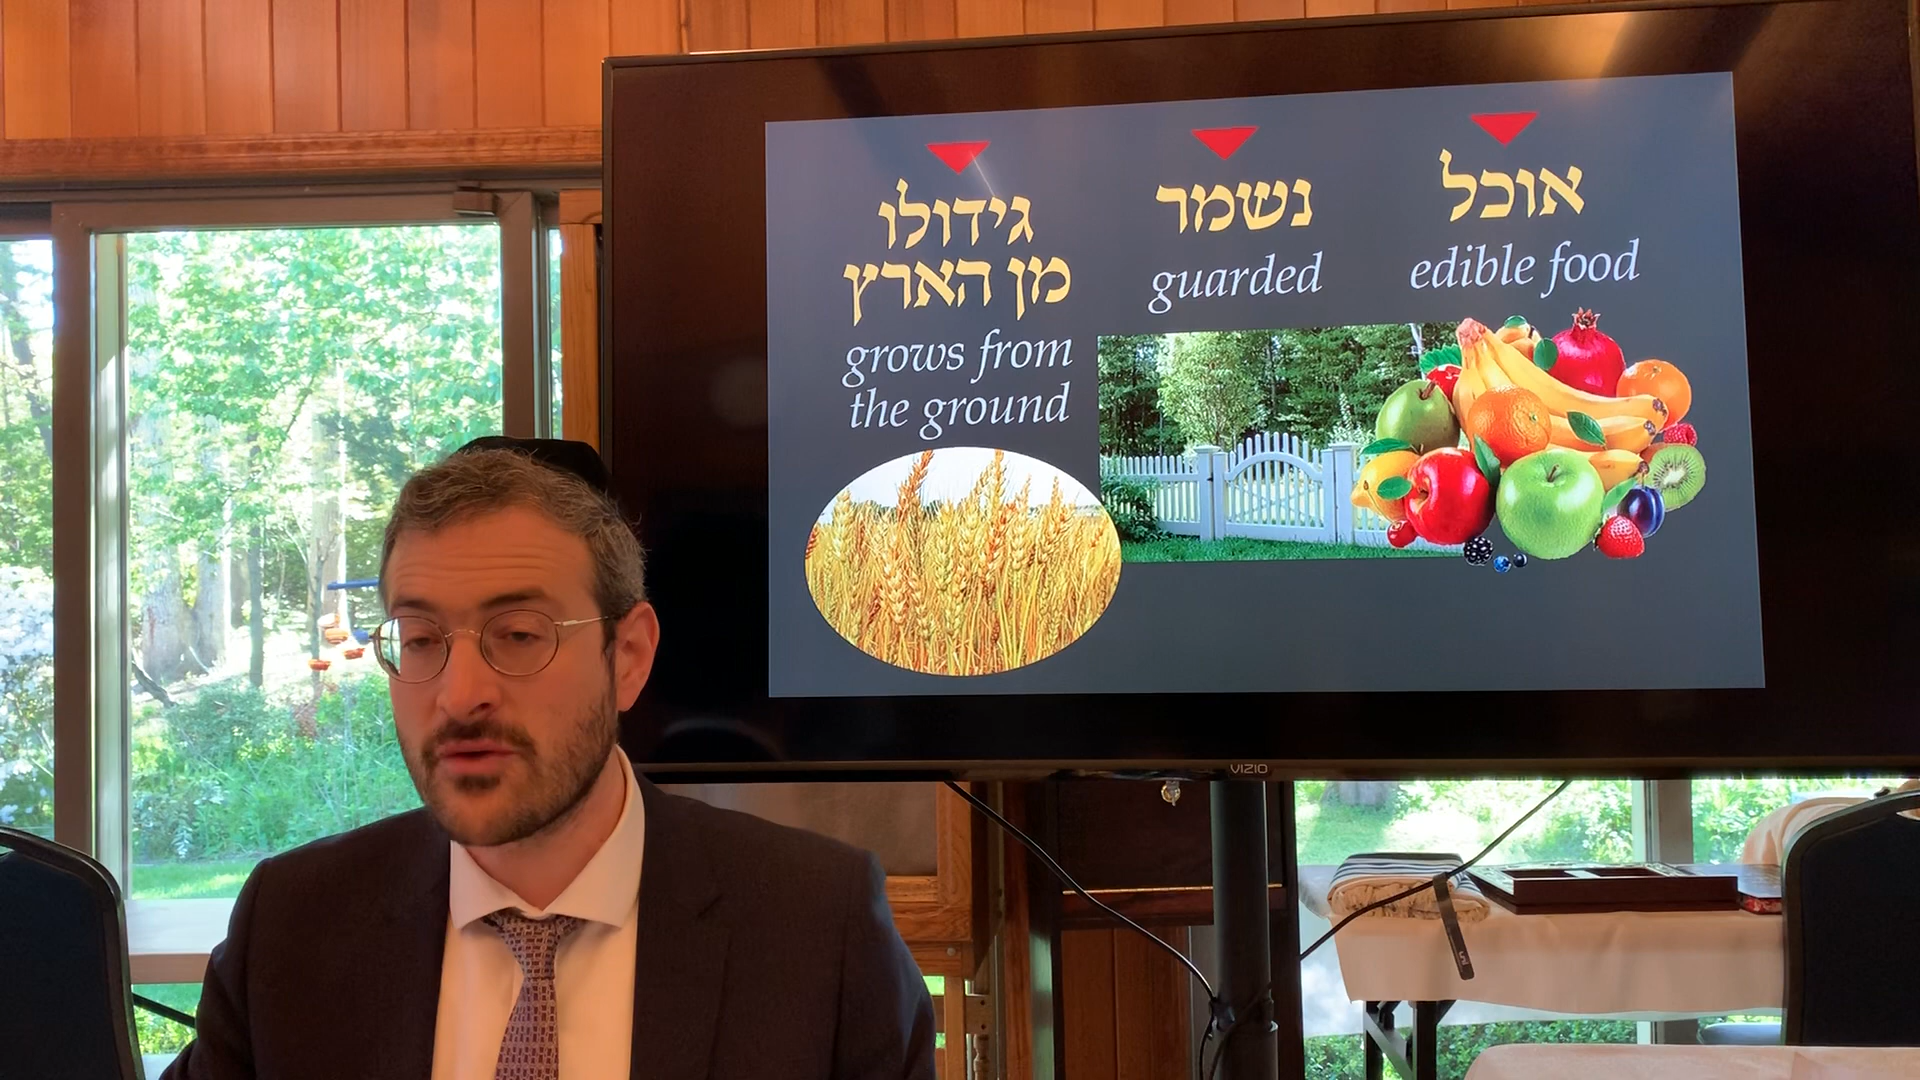 אוכל
edible food
נשמר
guarded
גידולו
מן הארץ
grows from
the ground
VIZIO